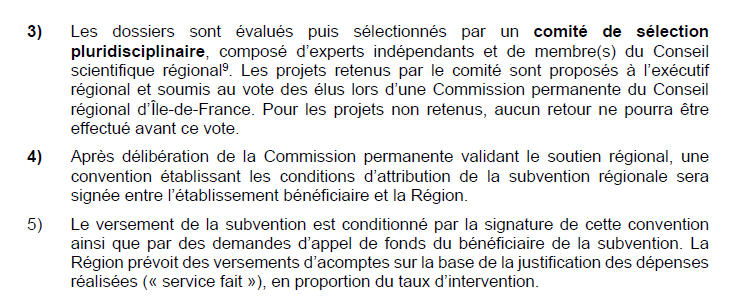 3) Les dossiers sont évalués puis sélectionnés par un comité de sélection
pluridisciplinaire, composé d’experts indépendants et de membre(s) du Conseil
scientifique régional⁹. Les projets retenus par le comité sont proposés à l’exécutif
régional et soumis au vote des élus lors d’une Commission permanente du Conseil
régional d’Île-de-France. Pour les projets non retenus, aucun retour ne pourra être
effectué avant ce vote.
4) Après délibération de la Commission permanente validant le soutien régional, une
convention établissant les conditions d’attribution de la subvention régionale sera
signée entre l’établissement bénéficiaire et la Région.
5) Le versement de la subvention est conditionné par la signature de cette convention
ainsi que par des demandes d’appel de fonds du bénéficiaire de la subvention. La
Région prévoit des versements d’acomptes sur la base de la justification des dépenses
réalisées (« service fait »), en proportion du taux d’intervention.